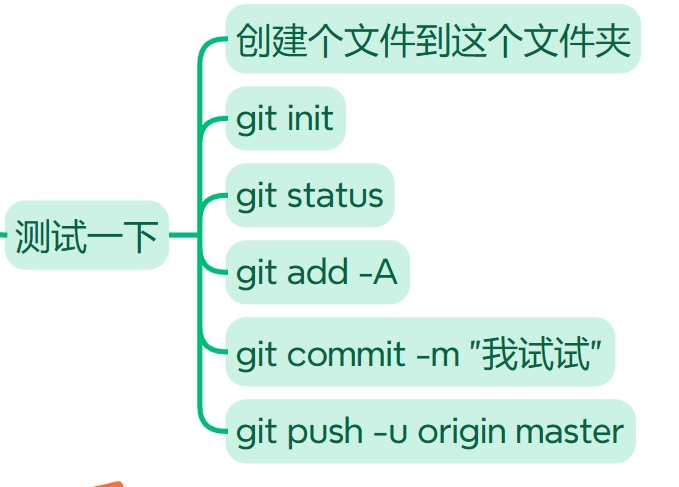 创建个文件到这个文件夹
git init
git status
测试一下
git add -A
git commit -m "我试试"
git push -u origin master